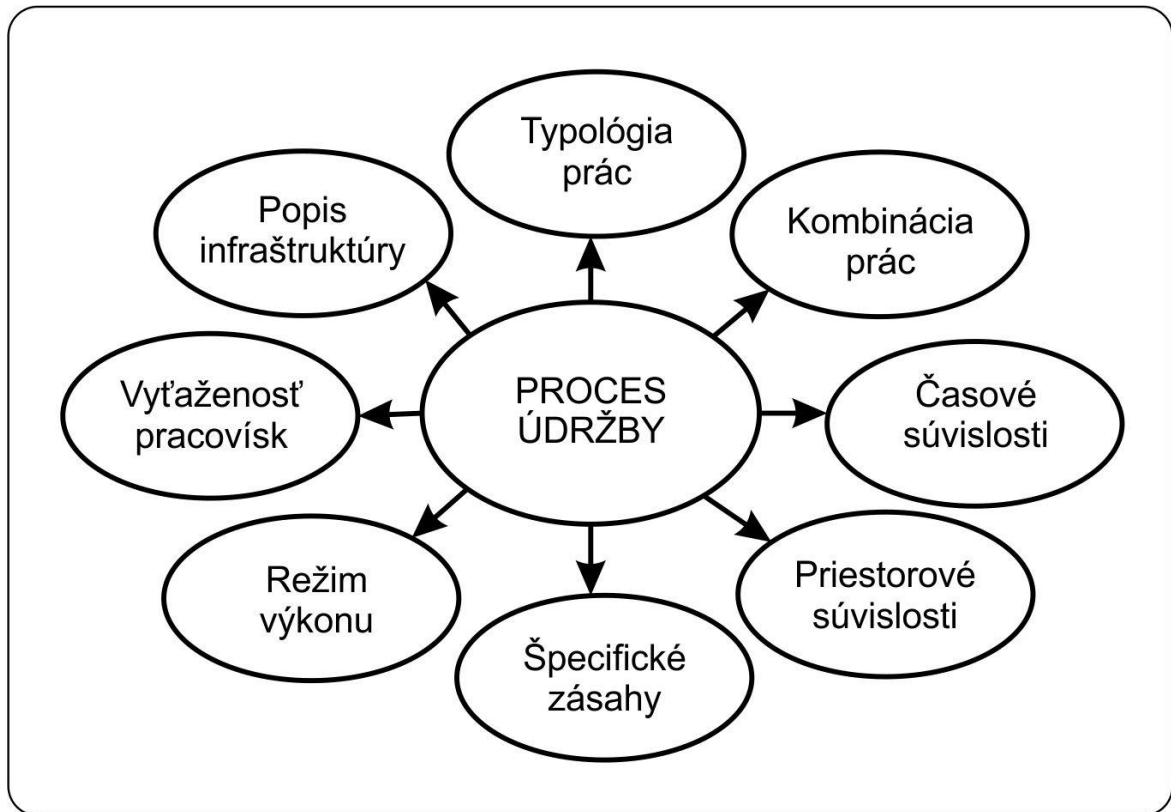 Typológia
prác
Popis
infraštruktúry
Kombinácia
prác
Vyťaženosť
pracovísk
PROCES
ÚDRŽBY
Časové
súvislosti
Režim
výkonu
Priestorové
súvislosti
Špecifické
zásahy